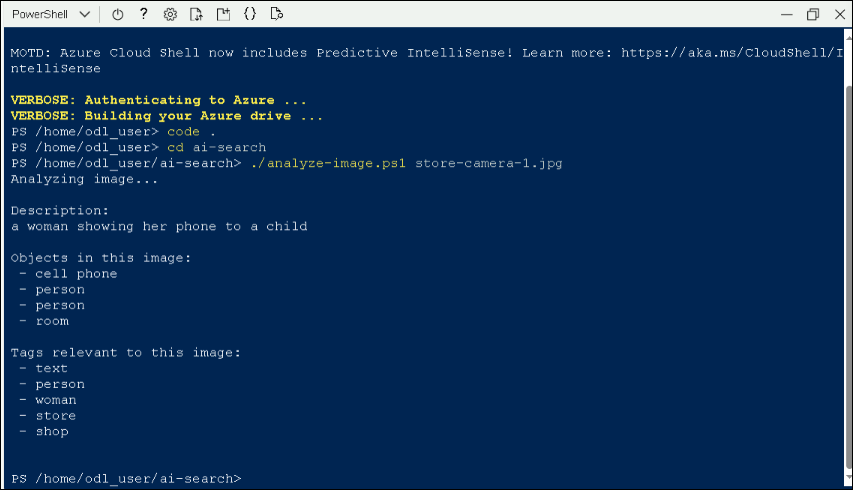 PowerShell
?
{}
MOTD: Azure Cloud Shell now includes Predictive IntelliSense! Learn more: https://aka.ms/CloudShell/I
ntelliSense
VERBOSE: Authenticating to Azure ...
VERBOSE: Building your Azure drive ...
PS /home/odl_user> code .
PS /home/odl_user> cd ai-search
PS /home/odl_user/ai-search> ./analyze-image.ps1 store-camera-1.jpg
Analyzing image...
Description:
a woman showing her phone to a child
Objects in this image:
- cell phone
- person
- person
- room
Tags relevant to this image:
- text
- person
- woman
- store
- shop
PS /home/odl_user/ai-search>